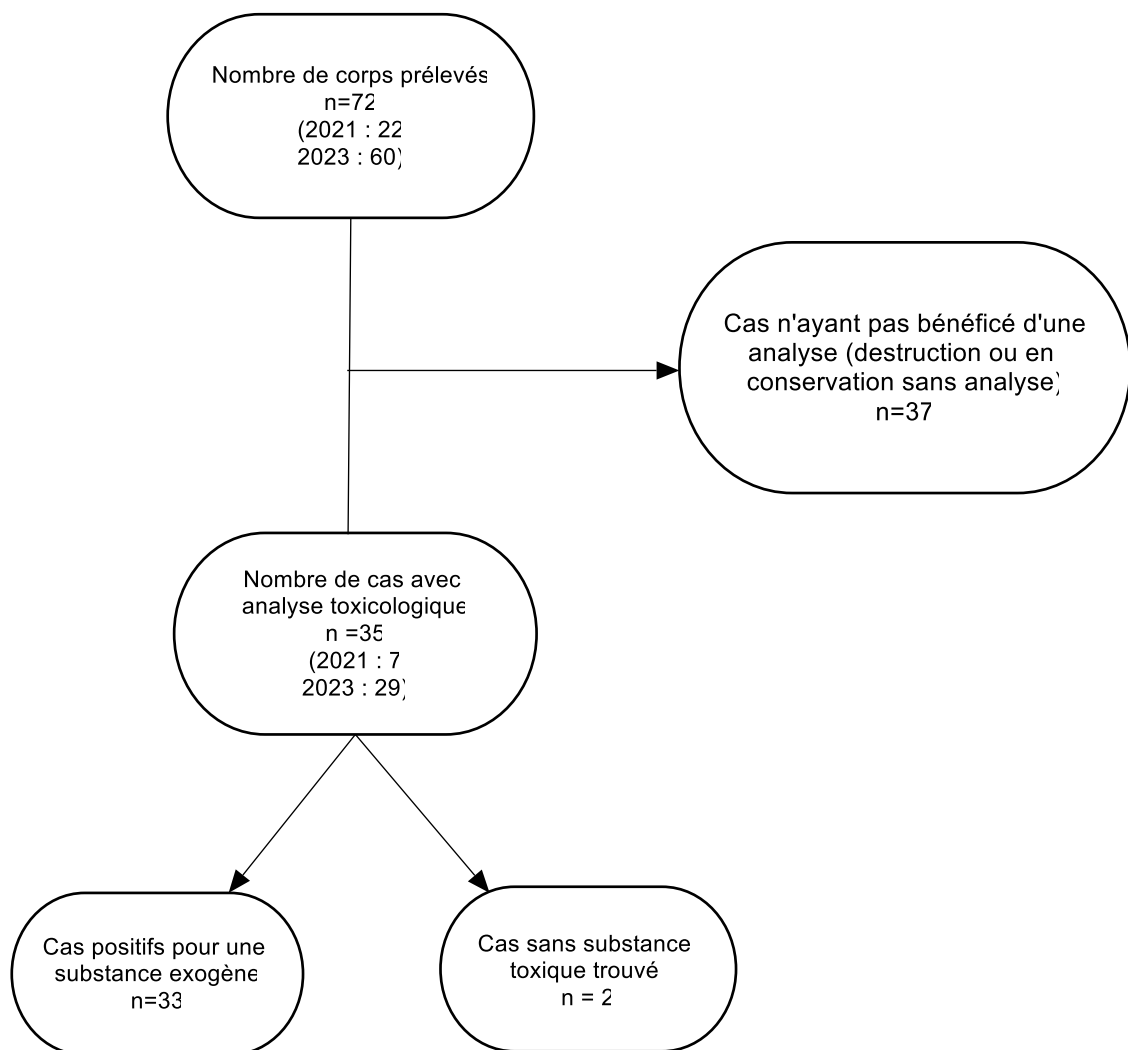 Nombre de corps prélevés
n=72
(2021 : 22
2023 : 60)
Cas n'ayant pas bénéficé d'une
analyse (destruction ou en
conservation sans analyse)
n=37
Nombre de cas avec
analyse toxicologique
n =35
(2021 : 7
2023 : 29)
Cas positifs pour une
substance exogène
n=33
Cas sans substance
toxique trouvé
n = 2